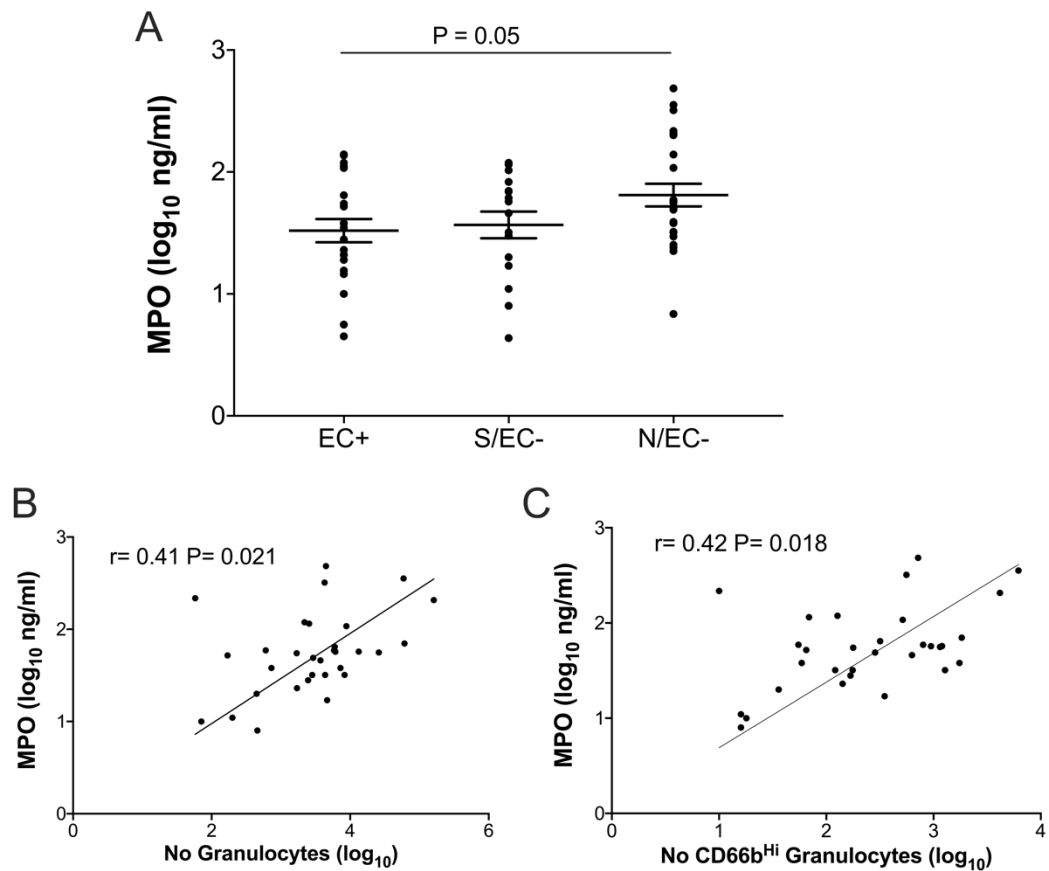 A
P = 0.05
MPO (log10 ng/ml)
3
2
1
0
EC+ S/EC- N/EC-
B
r= 0.41 P= 0.021
MPO (log10 ng/ml)
3
2
1
0
0 2 4 6
No Granulocytes (log10)
C
r= 0.42 P= 0.018
MPO (log10 ng/ml)
3
2
1
0
0 1 2 3 4
No CD66bHi Granulocytes (log10)